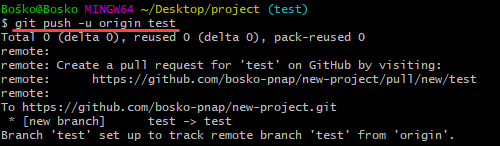 Boško@Bosko MINGW64 ~/Desktop/project (test)
$ git push -u origin test
Total 0 (delta 0), reused 0 (delta 0), pack-reused 0
remote:
remote: Create a pull request for 'test' on GitHub by visiting:
remote:      https://github.com/bosko-pnap/new-project/pull/new/test
remote:
To https://github.com/bosko-pnap/new-project.git
 * [new branch]      test -> test
Branch 'test' set up to track remote branch 'test' from 'origin'.